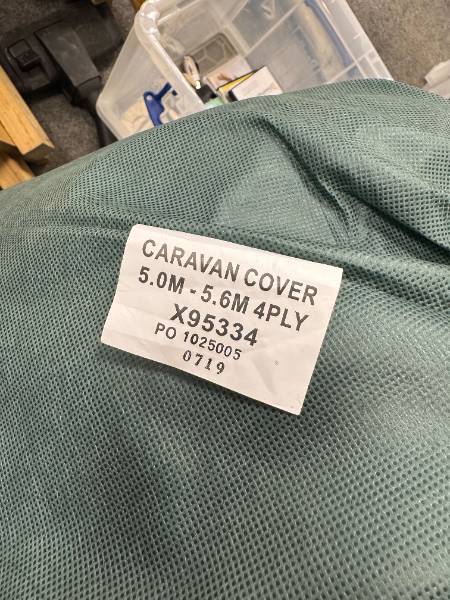 CARAVAN COVER
5.0M - 5.6M 4PLY
X95334
PO 1025005
0719